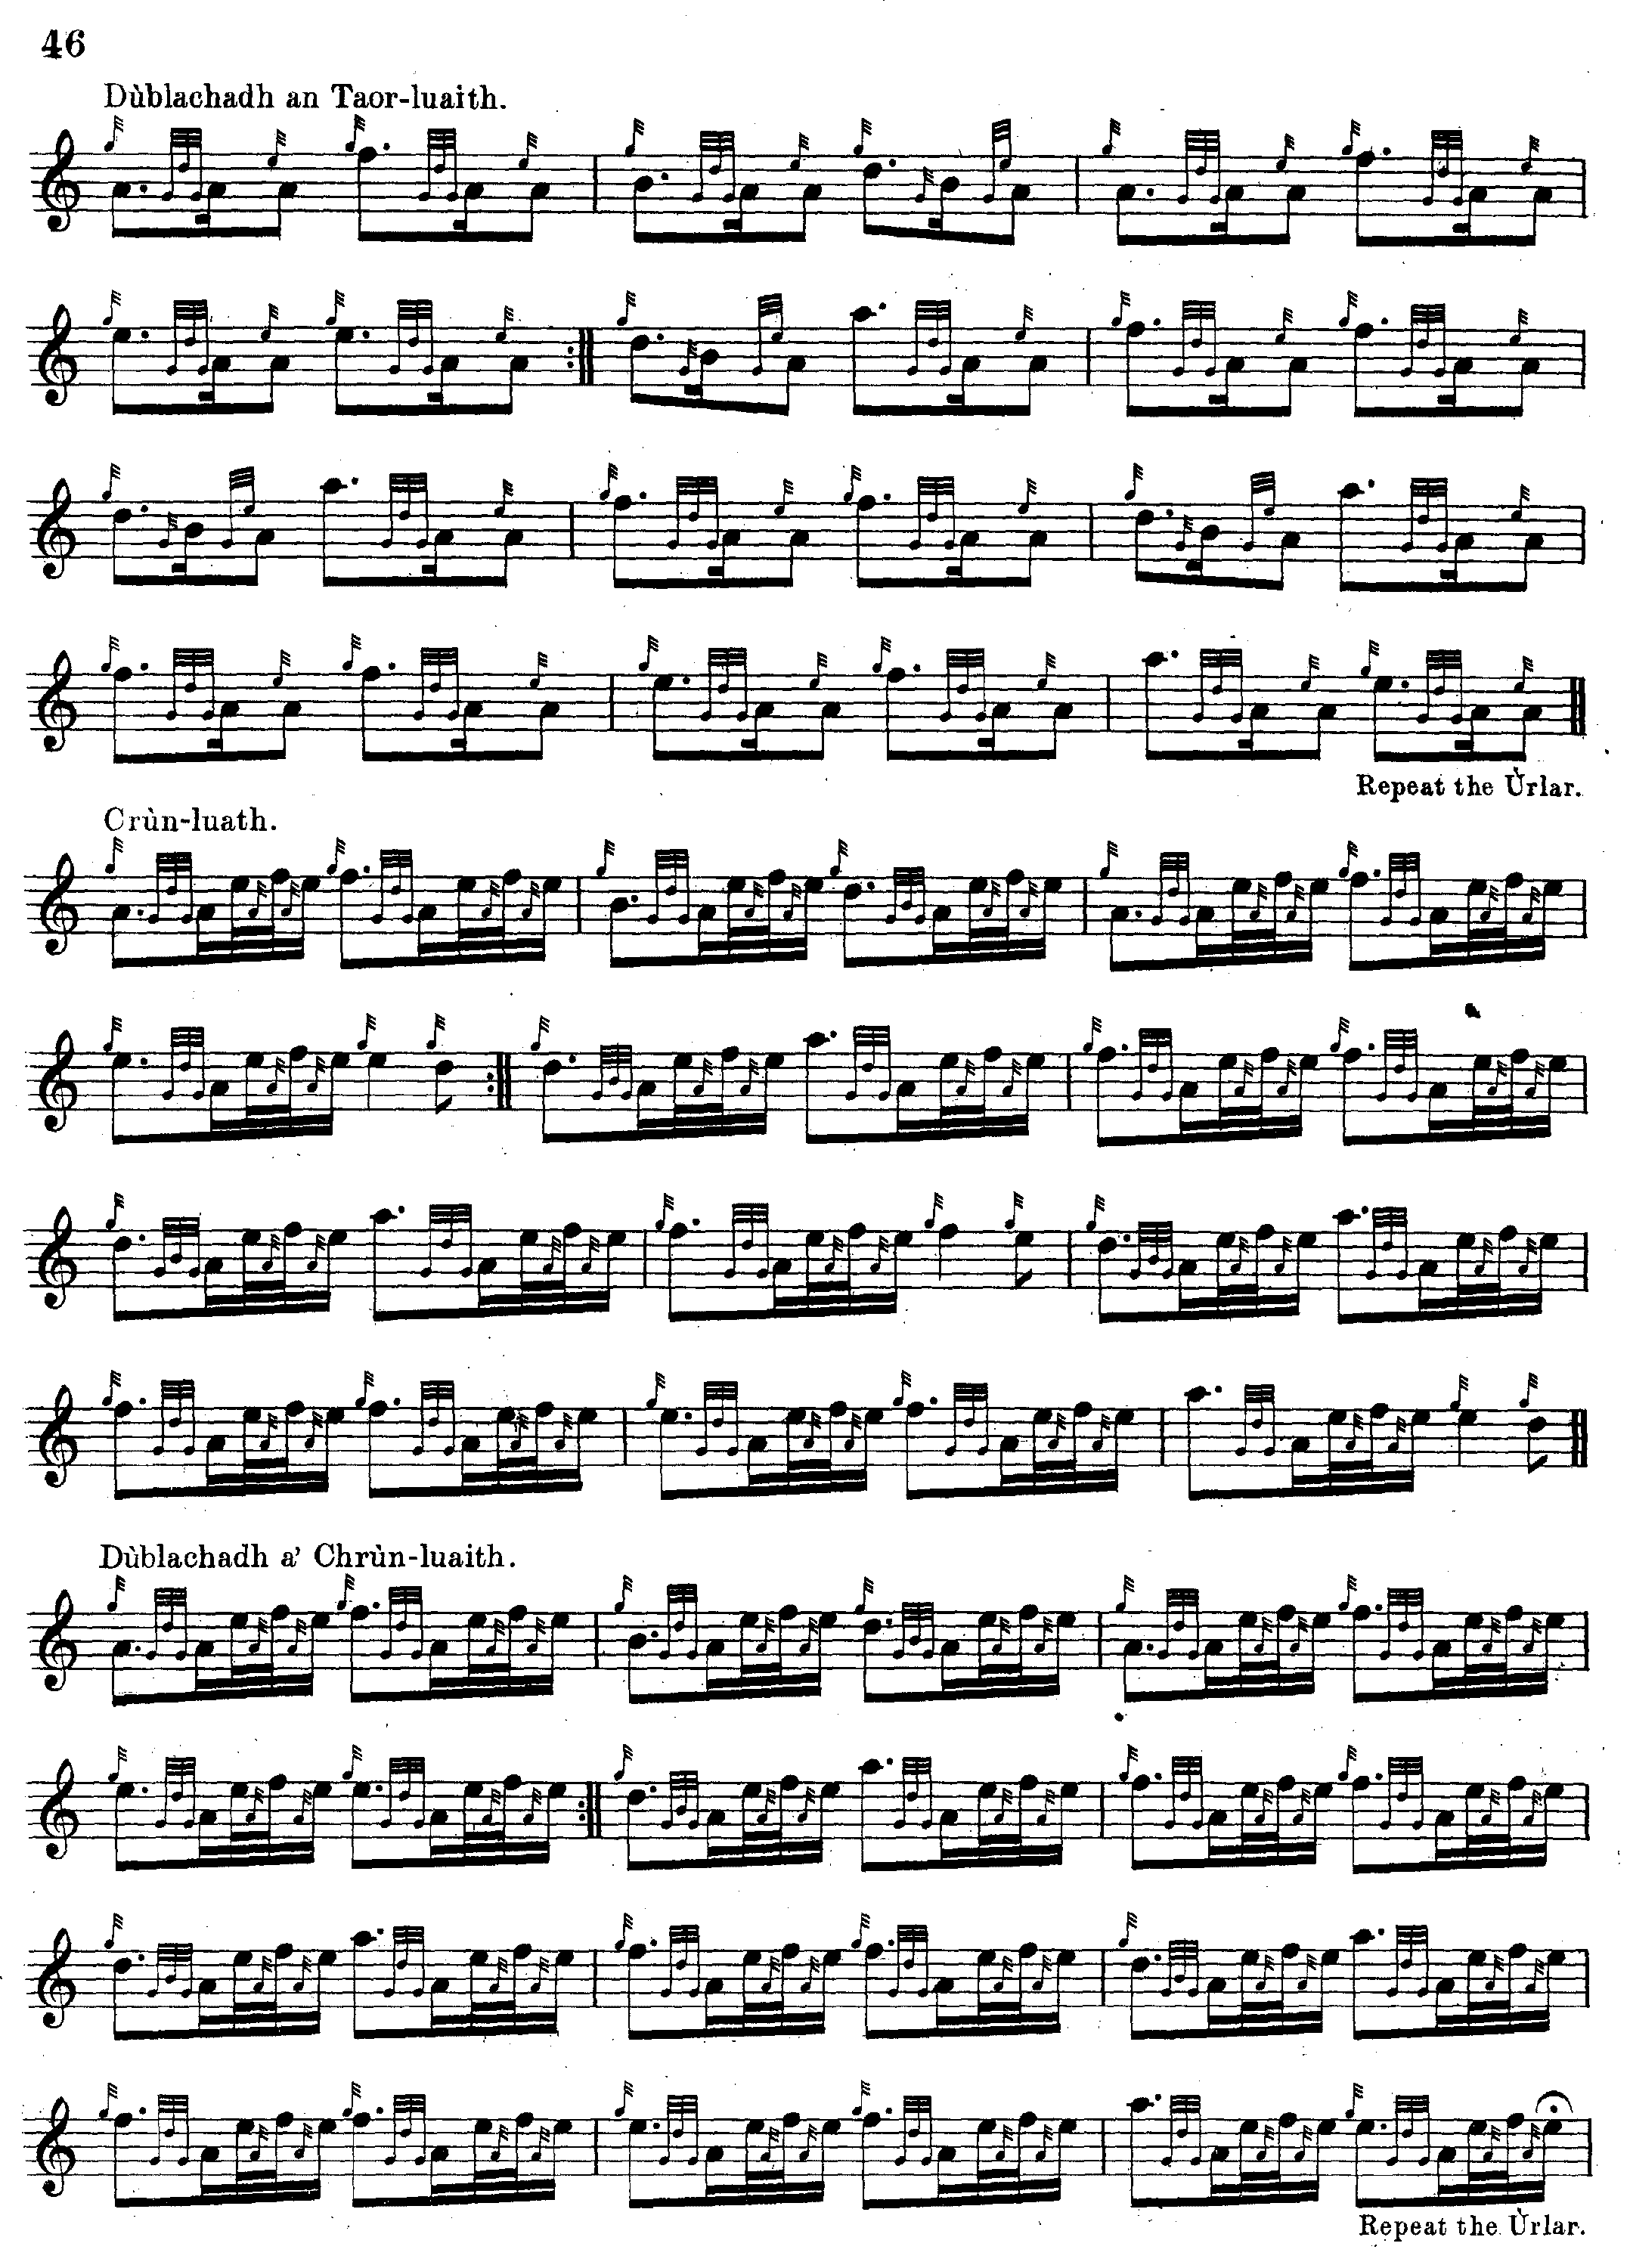 46
Dùblachadh an Taor-luaith.
Repeat the Ùrlar.
Crùn-luath.
Dùblachadh a' Chrùn-luaith.
Repeat the Ùrlar.